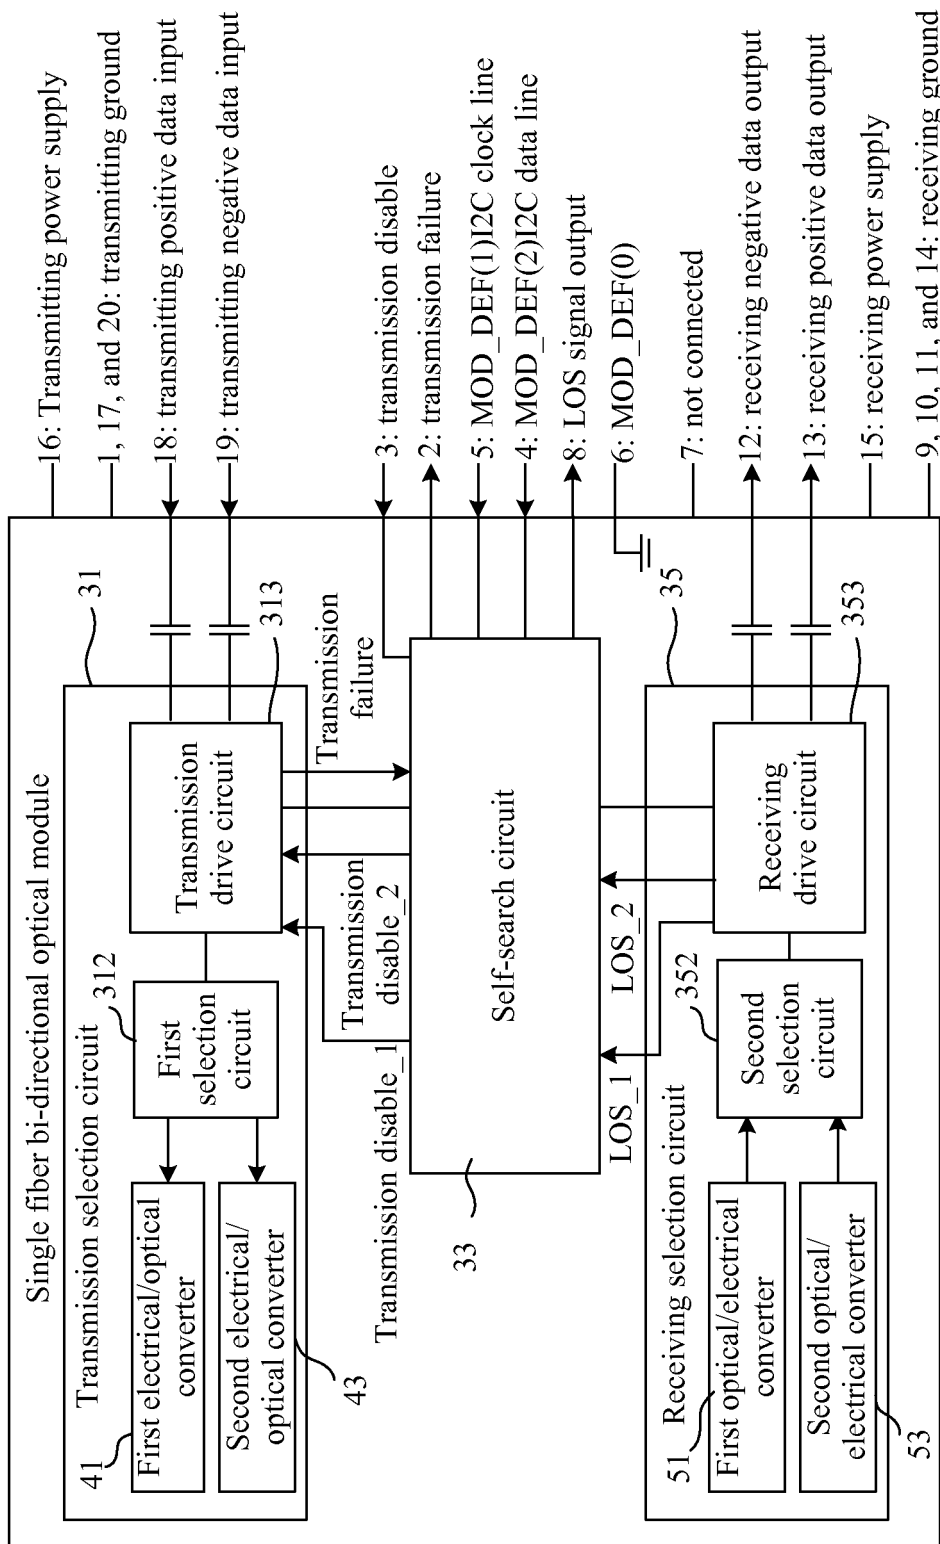 Single fiber bi-directional optical module
Transmission selection circuit
31
41
First electrical/optical
converter
Second electrical/
optical converter
43
312
First
selection
circuit
Transmission
drive circuit
313
Transmission disable_1
Transmission
disable_2
Transmission
failure
Self-search circuit
33
LOS_1
LOS_2
Receiving selection circuit
35
51
First optical/electrical
converter
Second optical/
electrical converter
53
352
Second
selection
circuit
Receiving
drive circuit
353
16: Transmitting power supply
1, 17, and 20: transmitting ground
18: transmitting positive data input
19: transmitting negative data input
3: transmission disable
2: transmission failure
5: MOD_DEF(1)I2C clock line
4: MOD_DEF(2)I2C data line
8: LOS signal output
6: MOD_DEF(0)
7: not connected
12: receiving negative data output
13: receiving positive data output
15: receiving power supply
9, 10, 11, and 14: receiving ground